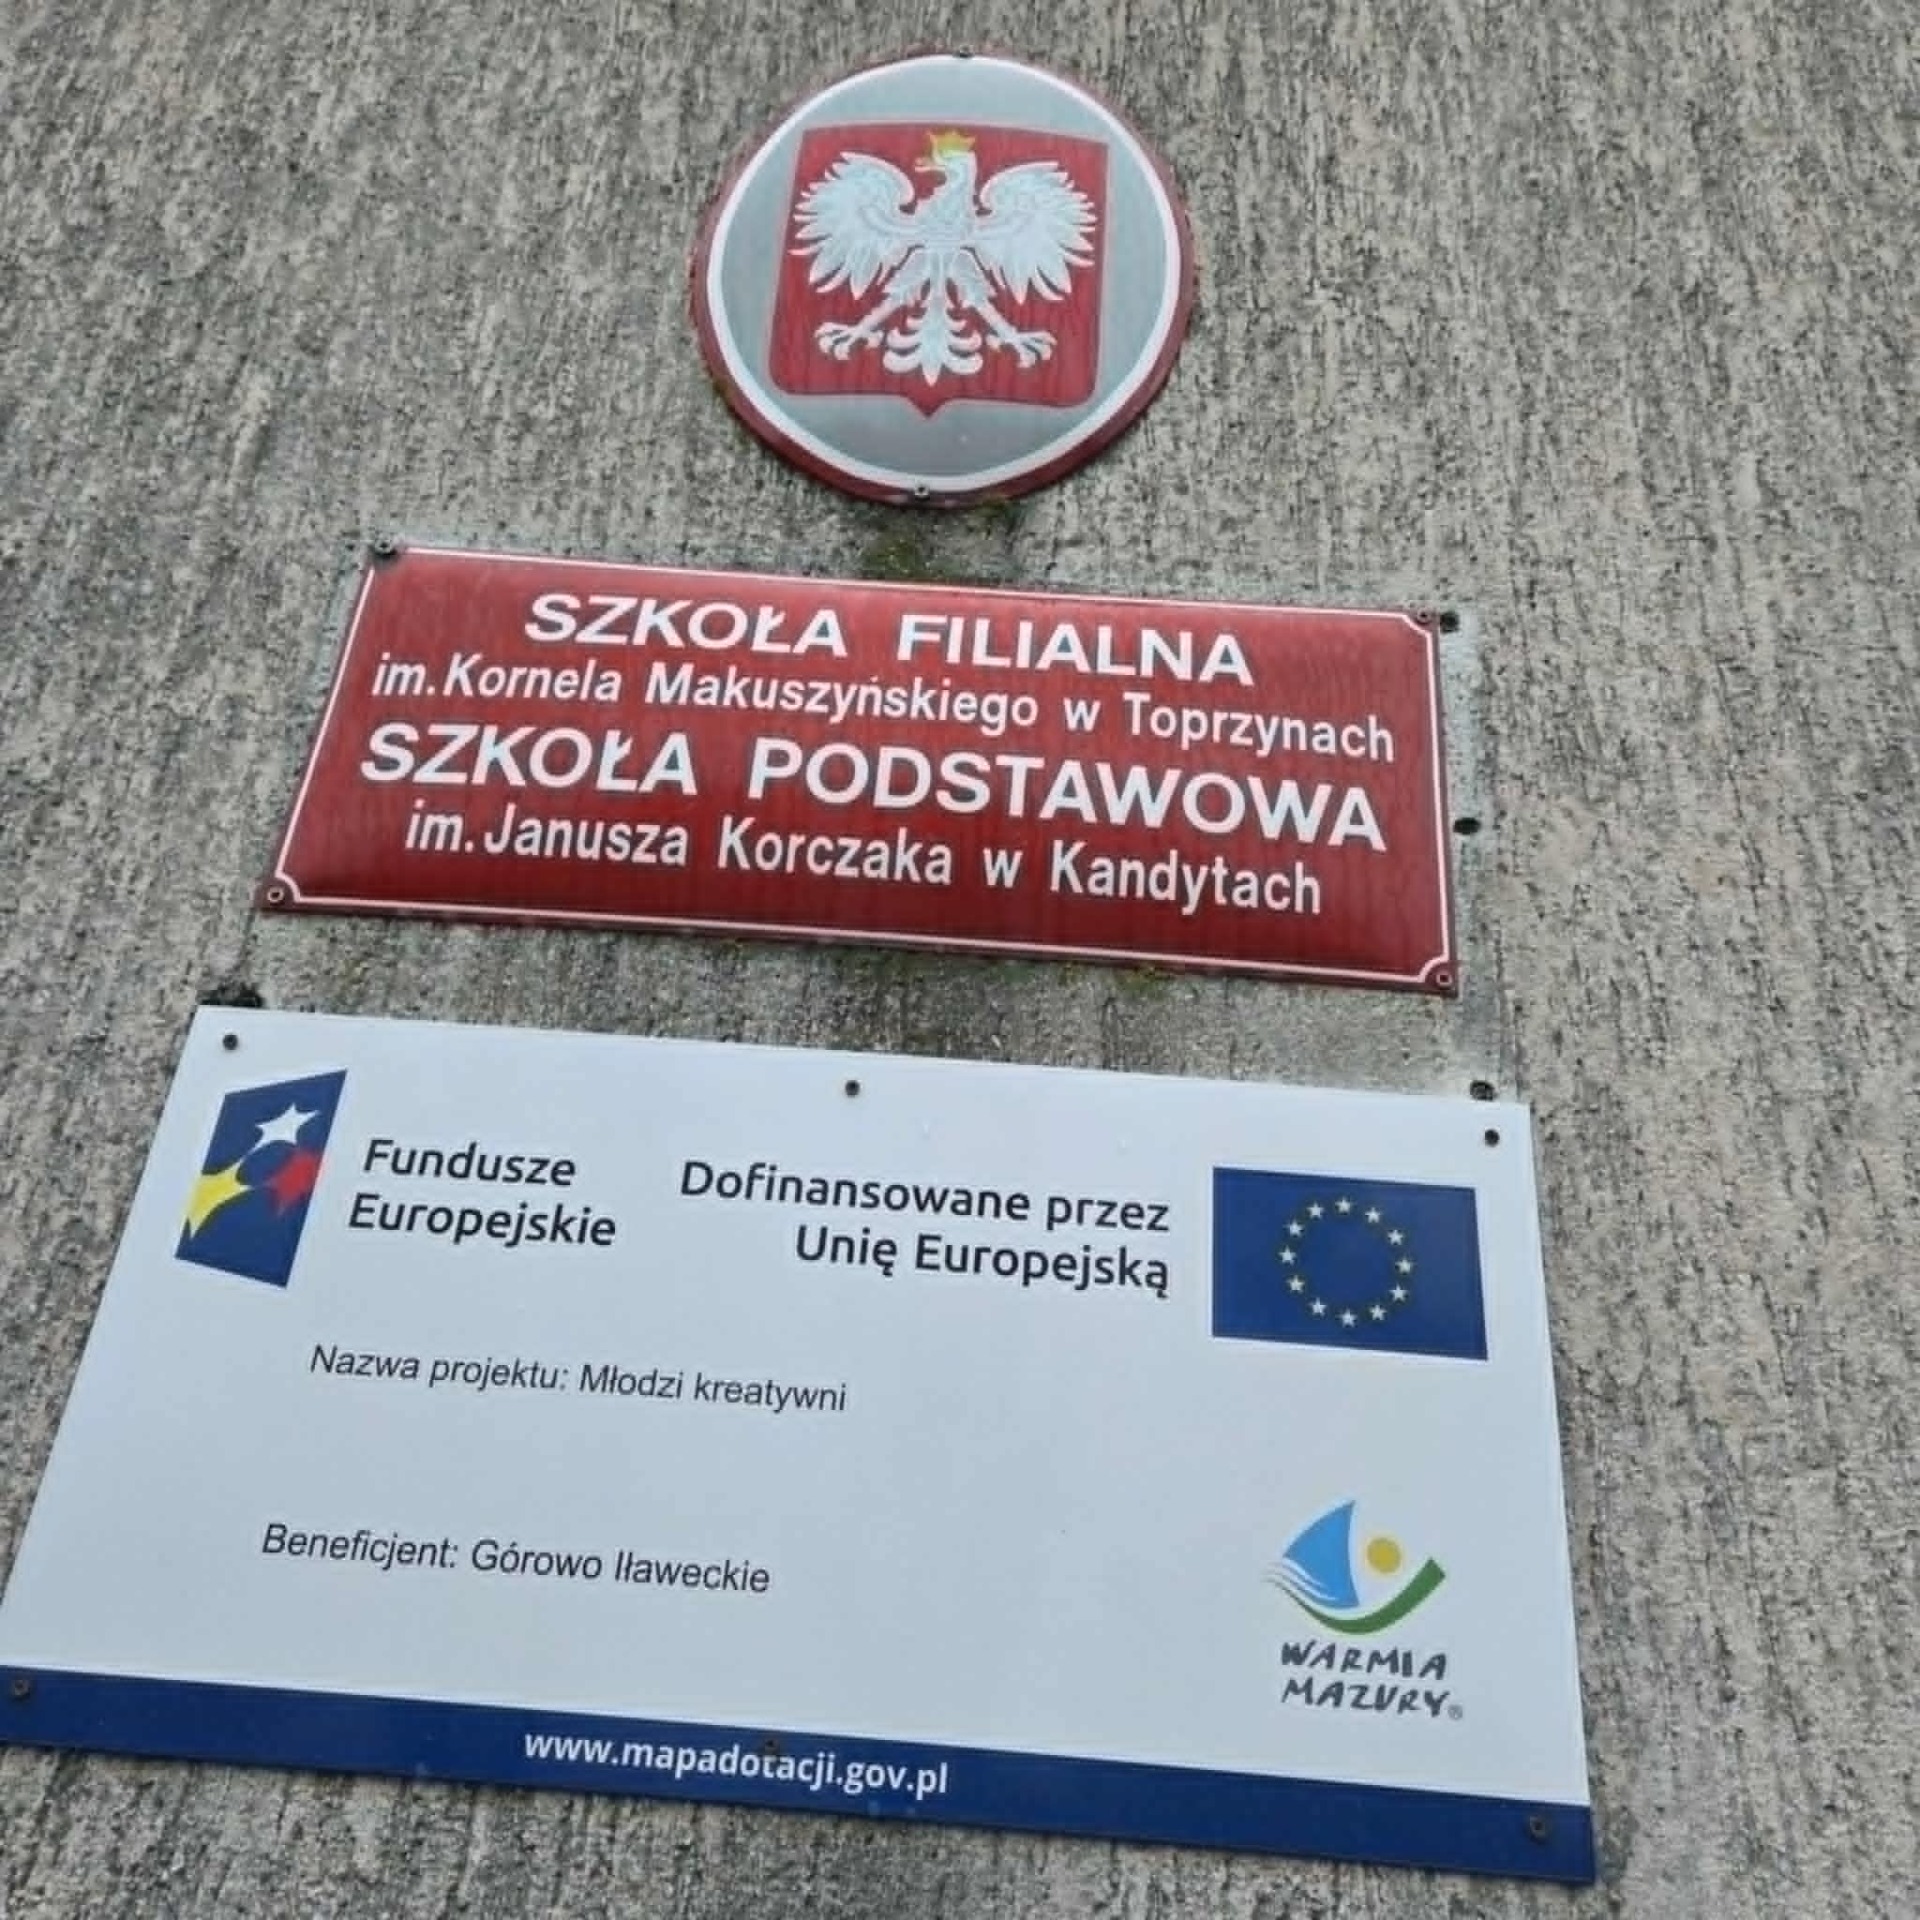 SZKOŁA FILIALNA
im. Kornela Makuszyńskiego w Toprzynach
SZKOŁA PODSTAWOWA
im. Janusza Korczaka w Kandytach
Fundusze
Europejskie
Dofinansowane przez
Unię Europejską
Nazwa projektu: Młodzi kreatywni
Beneficjent: Górowo Iławeckie
WARMIA
MAZURY®
www.mapadotacji.gov.pl